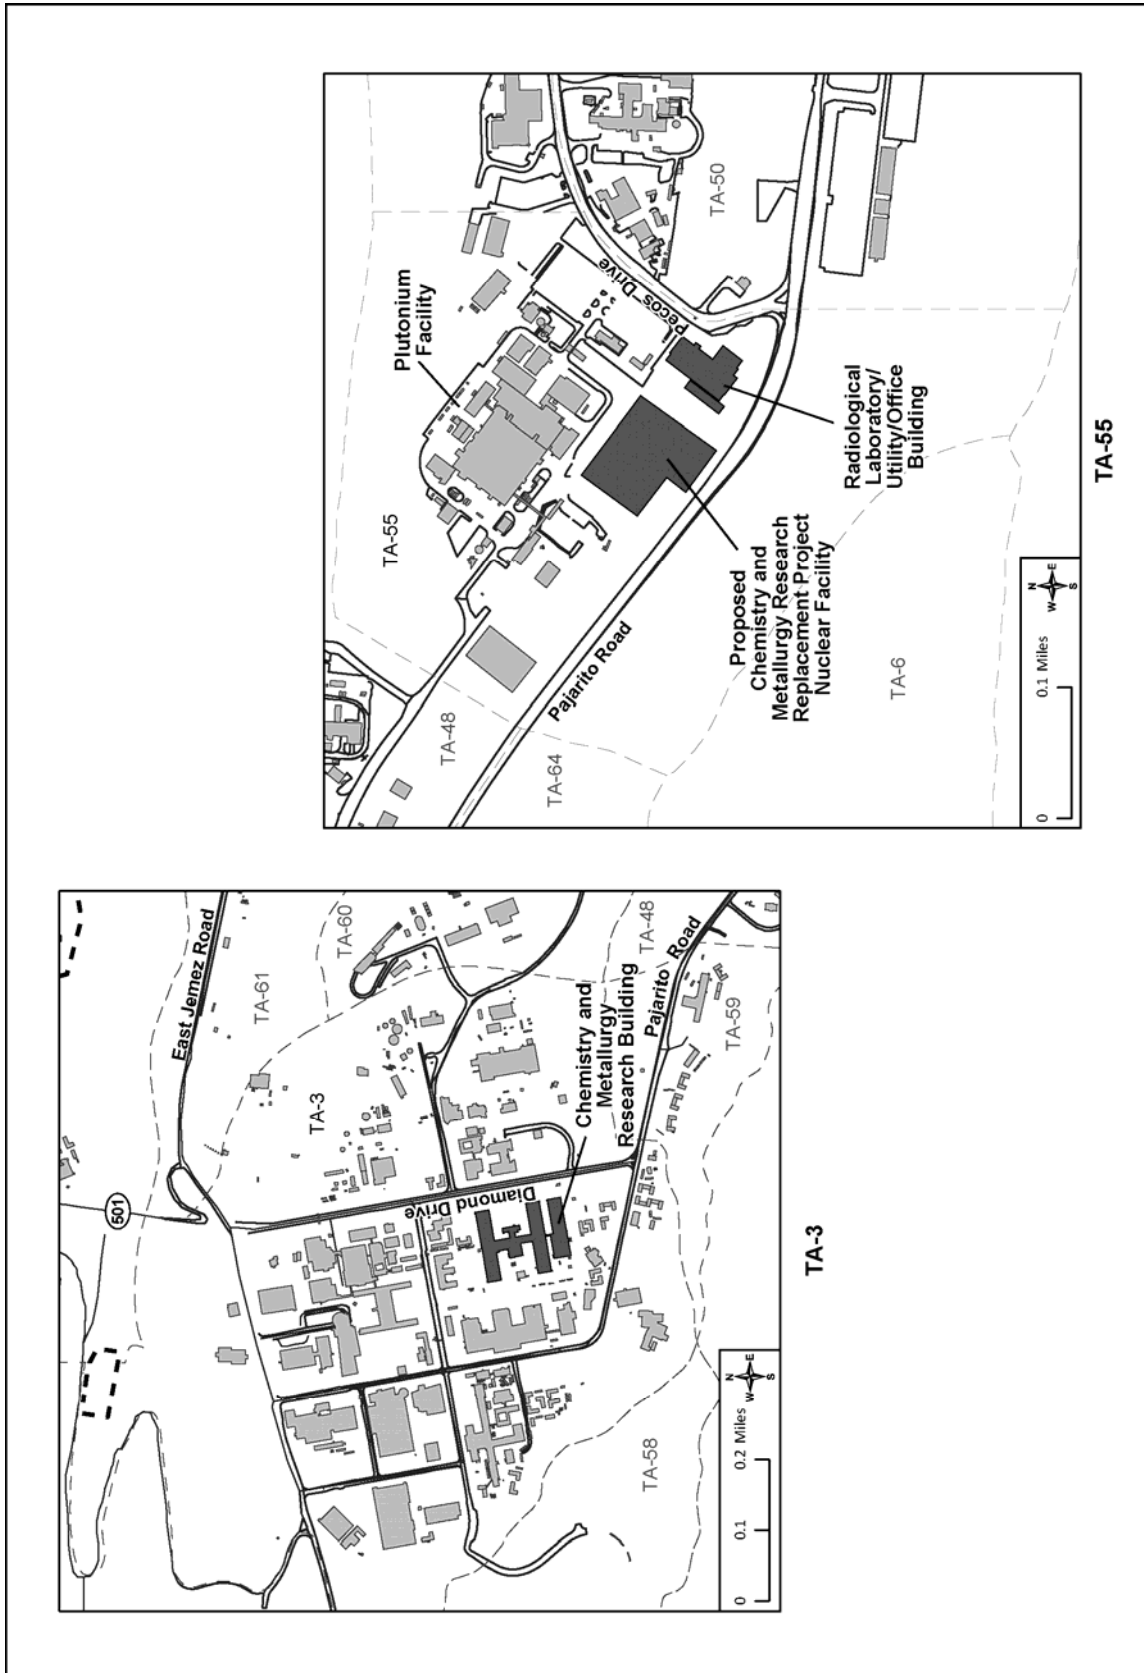 East Jemez Road
501
TA-61
TA-60
TA-3
Diamond Drive
Chemistry and
Metallurgy
Research Building
TA-48
Pajarito Road
TA-59
TA-58
0 0.1 0.2 Miles
N
W E
S
TA-3
Plutonium
Facility
TA-55
TA-48
TA-64
Pajarito Road
Pecos Drive
TA-50
Proposed
Chemistry and
Metallurgy Research
Replacement Project
Nuclear Facility
Radiological
Laboratory/
Utility/Office
Building
TA-6
0 0.1 Miles
N
W E
S
TA-55